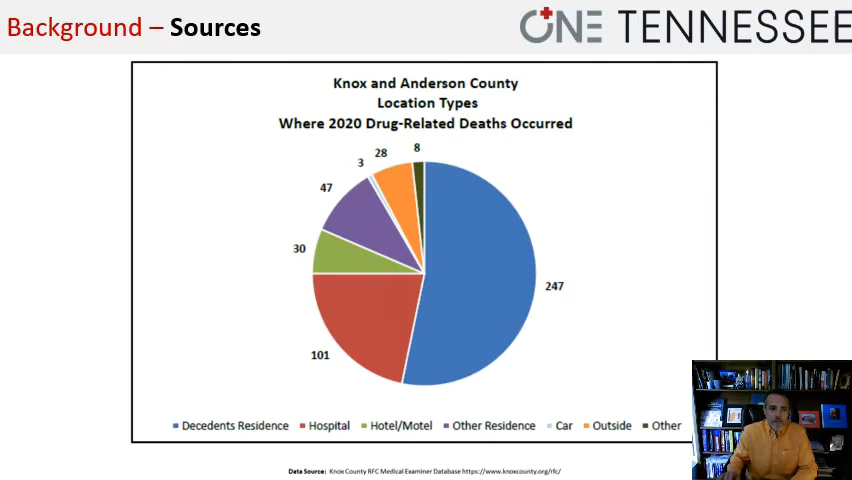 Background – Sources
ONE TENNESSEE
Knox and Anderson County
Location Types
Where 2020 Drug-Related Deaths Occurred
8
28
3
47
30
247
101
Decedents Residence Hospital Hotel/Motel Other Residence Car Outside Other
Data Source: Knox County RFC Medical Examiner Database https://www.knoxcounty.org/rfc/